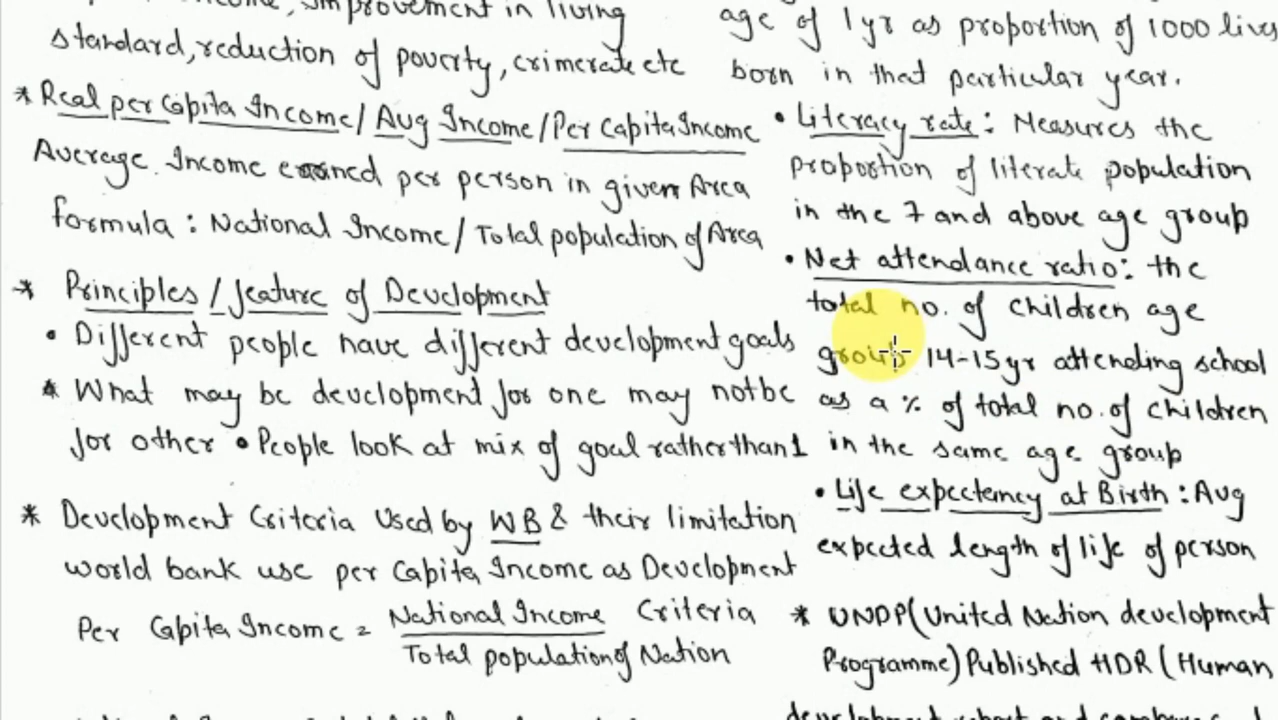 improvement in living
standard, reduction of poverty, crimerate etc
* Real per Capita Income / Avg Income / Per Capita Income
Average Income earned per person in given Area
formula : National Income / Total population of Area
* Principles / feature of Development
• Different people have different development goals
* What may be development for one may not be
for other • People look at mix of goal rather than 1
* Development Criteria Used by WB & their limitation
world bank use per Capita Income as Development
Criteria
Per Capita Income = National Income
Total population of Nation
age of 1yr as proportion of 1000 lives
born in that particular year.
• Literacy rate : Measures the
proportion of literate population
in the 7 and above age group
• Net attendance ratio : the
total no. of children age
group 14-15yr attending school
as a % of total no. of children
in the same age group
• Life expectency at Birth : Avg
expected length of life of person
* UNDP (United Nation development
Programme) Published HDR (Human